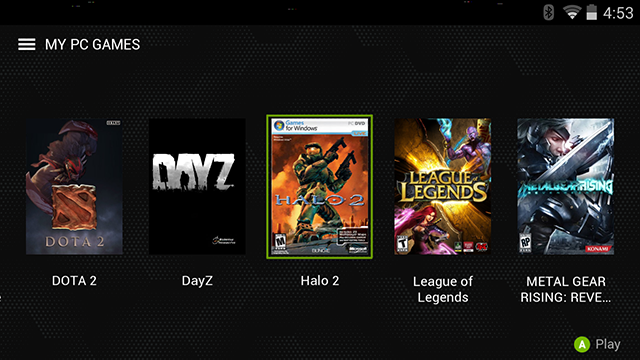 4:53
MY PC GAMES
DOTA 2
DAYZ
Games
for Windows
PC DVD
HALO 2
M
BUNGIE
Microsoft
LEAGUE of
LEGENDS
T
METAL GEAR RISING
RP
KONAMI
DOTA 2
DayZ
Halo 2
League of
Legends
METAL GEAR
RISING: REVE...
e
A Play